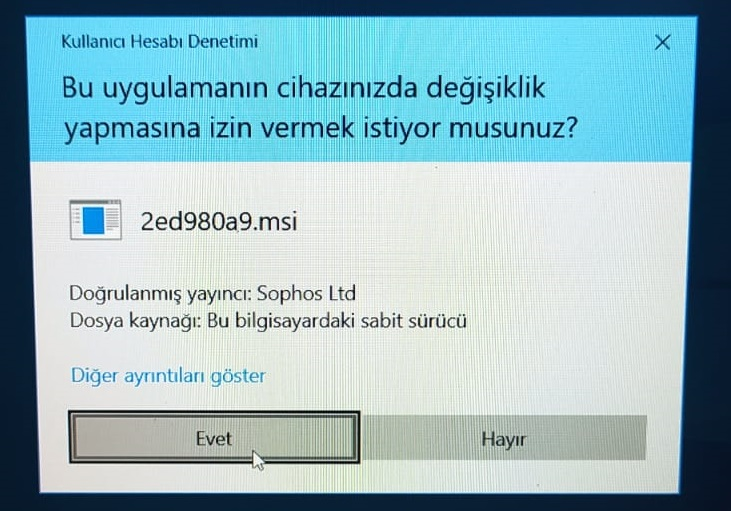 Kullanıcı Hesabı Denetimi
Bu uygulamanın cihazınızda değişiklik
yapmasına izin vermek istiyor musunuz?
2ed980a9.msi
Doğrulanmış yayıncı: Sophos Ltd
Dosya kaynağı: Bu bilgisayardaki sabit sürücü
Diğer ayrıntıları göster
Evet
Hayır